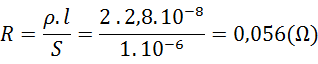 R = ρ.l / S = 2 . 2,8.10⁻⁸ / 1.10⁻⁶ = 0,056(Ω)